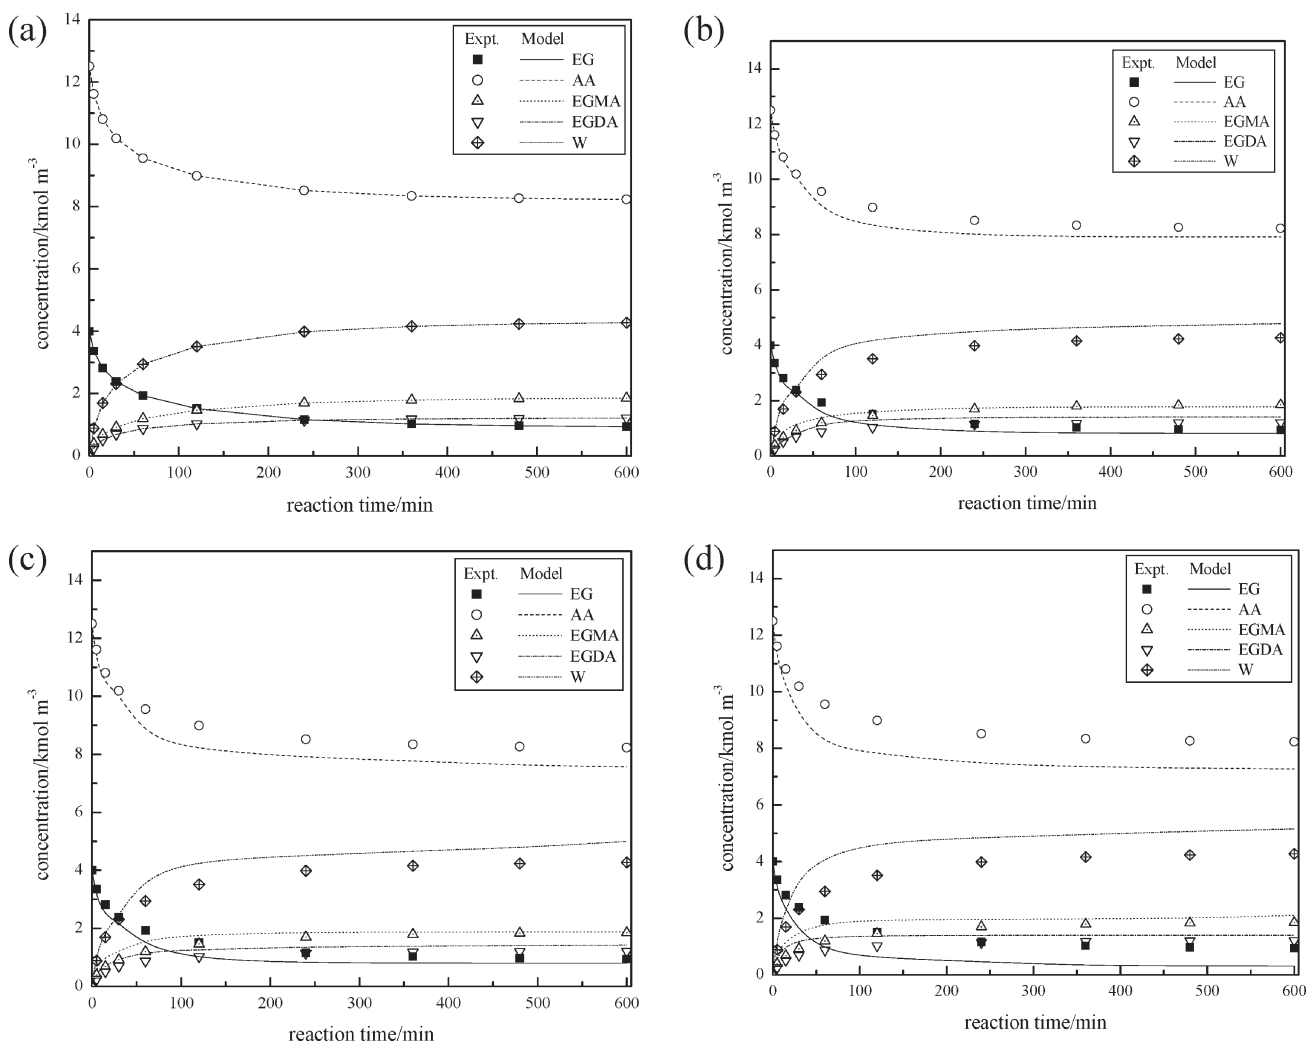 (a)
14
12
10
8
6
4
2
0
concentration/kmol m⁻³
Expt. Model
EG
AA
EGMA
EGDA
W
0 100 200 300 400 500 600
reaction time/min
(b)
14
12
10
8
6
4
2
0
concentration/kmol m⁻³
Expt. Model
EG
AA
EGMA
EGDA
W
0 100 200 300 400 500 600
reaction time/min
(c)
14
12
10
8
6
4
2
0
concentration/kmol m⁻³
Expt. Model
EG
AA
EGMA
EGDA
W
0 100 200 300 400 500 600
reaction time/min
(d)
14
12
10
8
6
4
2
0
concentration/kmol m⁻³
Expt. Model
EG
AA
EGMA
EGDA
W
0 100 200 300 400 500 600
reaction time/min